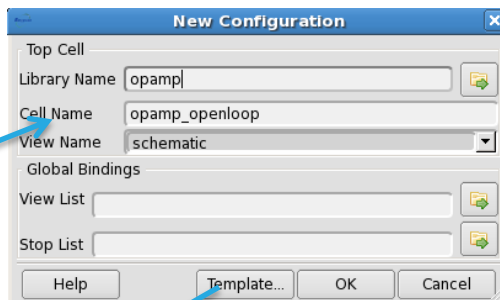 New Configuration
Top Cell
Library Name opamp
Cell Name opamp_openloop
View Name schematic
Global Bindings
View List
Stop List
Help Template... OK Cancel